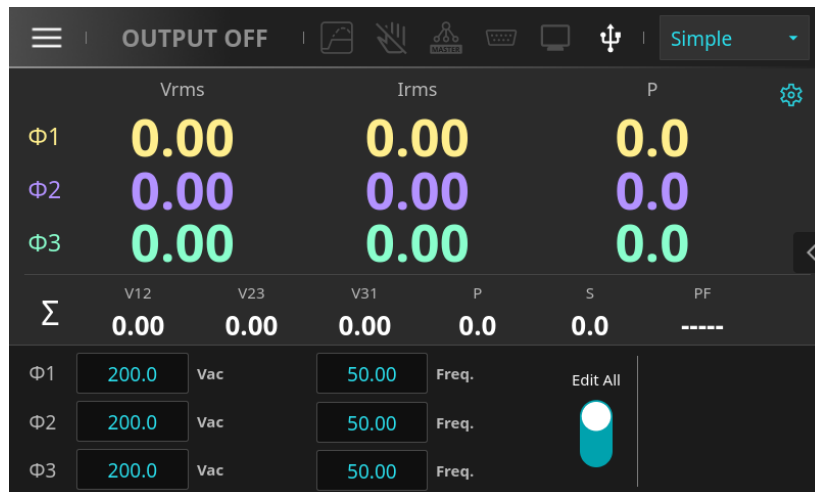 OUTPUT OFF MASTER Simple
Vrms Irms P
Φ1 0.00 0.00 0.0
Φ2 0.00 0.00 0.0
Φ3 0.00 0.00 0.0
V12 V23 V31 P S PF
Σ 0.00 0.00 0.00 0.0 0.0 -----
Φ1 200.0 Vac 50.00 Freq. Edit All
Φ2 200.0 Vac 50.00 Freq.
Φ3 200.0 Vac 50.00 Freq.